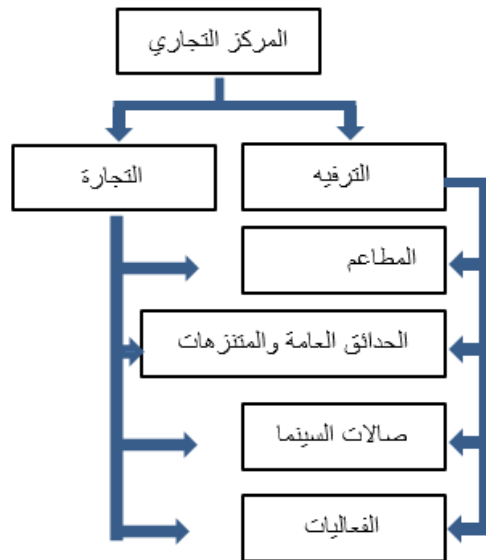 المركز التجاري
الترفيه
التجارة
المطاعم
الحدائق العامة والمتنزهات
صالات السينما
الفعاليات